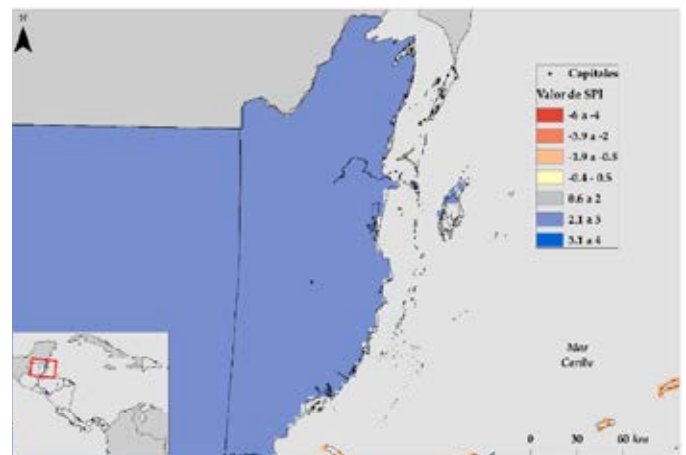 N
Capitales
Valor de SPI
-6 a -4
-3.9 a -2
-1.9 a -0.5
-0.4 - 0.5
0.6 a 2
2.1 a 3
3.1 a 4
Mar
Caribe
0 30 60 km